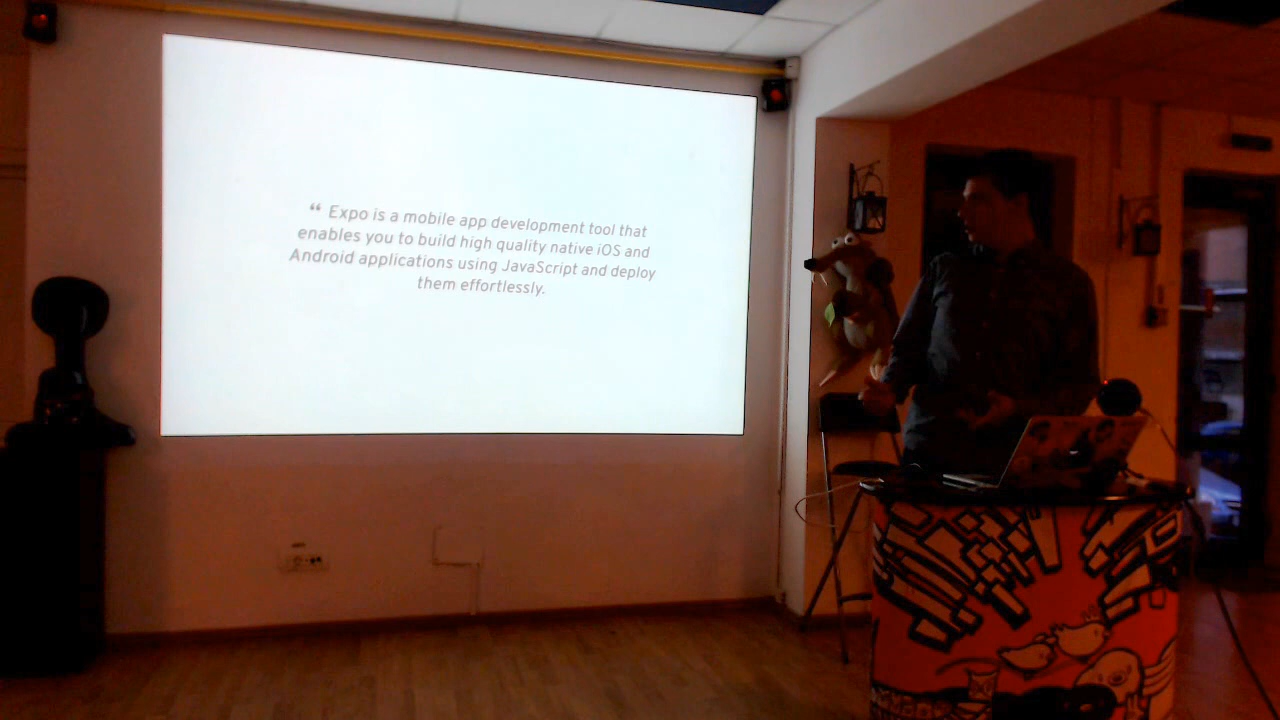 “ Expo is a mobile app development tool that
enables you to build high quality native iOS and
Android applications using JavaScript and deploy
them effortlessly.